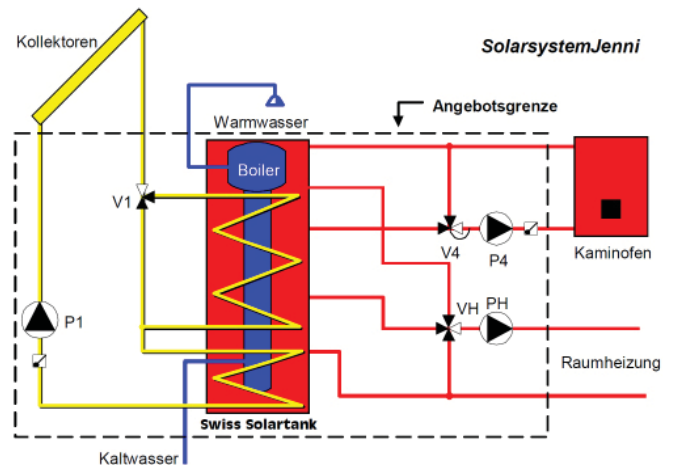 Kollektoren
SolarsystemJenni
Angebotsgrenze
Warmwasser
Boiler
V1
V4
P4
Kaminofen
P1
VH
PH
Raumheizung
Swiss Solartank
Kaltwasser